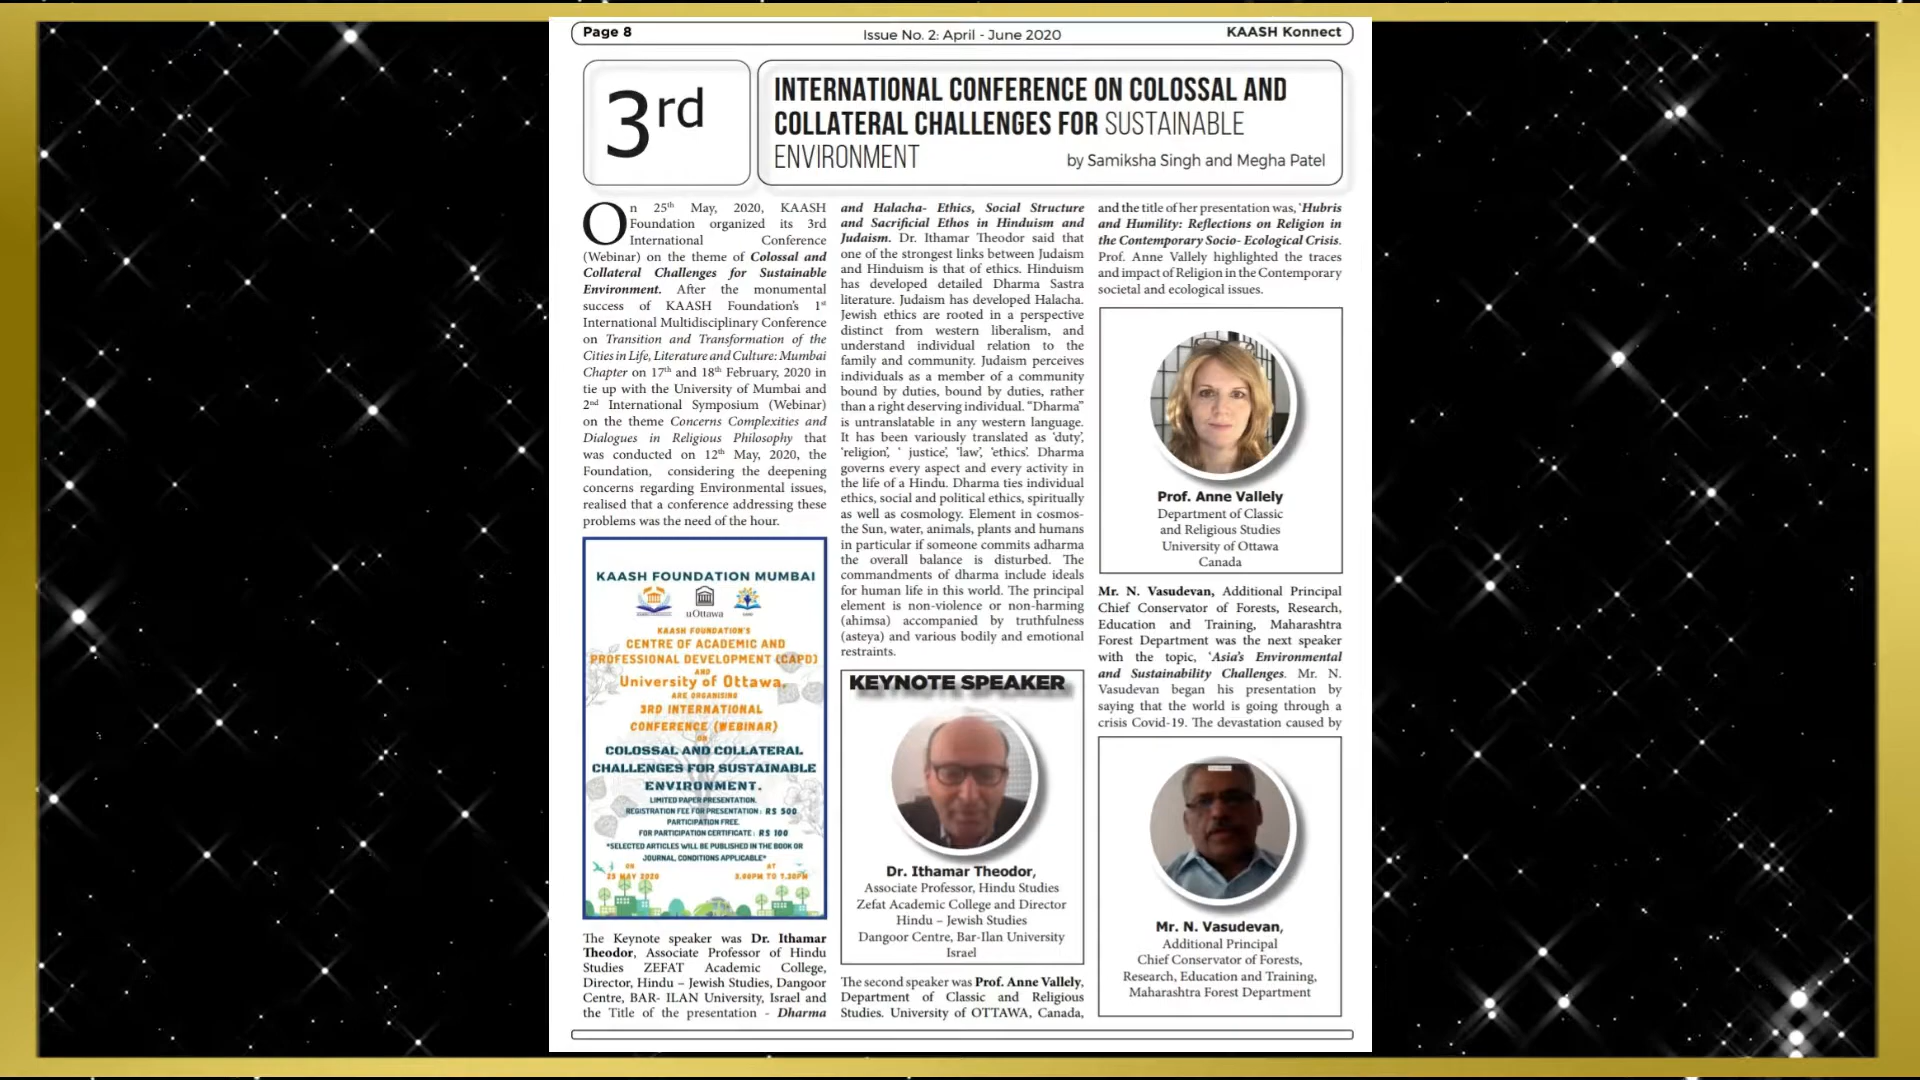 Page 8
Issue No. 2: April - June 2020
KAASH Konnect
3rd
INTERNATIONAL CONFERENCE ON COLOSSAL AND
COLLATERAL CHALLENGES FOR SUSTAINABLE
ENVIRONMENT
by Samiksha Singh and Megha Patel
On 25th May, 2020, KAASH
Foundation organized its 3rd
International Conference
(Webinar) on the theme of Colossal and
Collateral Challenges for Sustainable
Environment. After the monumental
success of KAASH Foundation's 1st
International Multidisciplinary Conference
on Transition and Transformation of the
Cities in Life, Literature and Culture: Mumbai
Chapter on 17th and 18th February, 2020 in
tie up with the University of Mumbai and
2nd International Symposium (Webinar)
on the theme Concerns Complexities and
Dialogues in Religious Philosophy that
was conducted on 12th May, 2020, the
Foundation, considering the deepening
concerns regarding Environmental issues,
realised that a conference addressing these
problems was the need of the hour.
KAASH FOUNDATION MUMBAI
uOttawa
KAASH FOUNDATION'S
CENTRE OF ACADEMIC AND
PROFESSIONAL DEVELOPMENT (CAPD)
AND
University of Ottawa,
ARE ORGANISING
3RD INTERNATIONAL
CONFERENCE (WEBINAR)
ON
COLOSSAL AND COLLATERAL
CHALLENGES FOR SUSTAINABLE
ENVIRONMENT.
LIMITED PAPER PRESENTATION.
REGISTRATION FEE FOR PRESENTATION: RS 500
PARTICIPATION FREE.
FOR PARTICIPATION CERTIFICATE: RS 100
*SELECTED ARTICLES WILL BE PUBLISHED IN THE BOOK OR
JOURNAL, CONDITIONS APPLICABLE*
ON
25 MAY 2020
AT
The Keynote speaker was Dr. Ithamar
Theodor, Associate Professor of Hindu
Studies ZEFAT Academic College,
Director, Hindu – Jewish Studies, Dangoor
Centre, BAR- ILAN University, Israel and
the Title of the presentation - Dharma
and Halacha- Ethics, Social Structure
and Sacrificial Ethos in Hinduism and
Judaism. Dr. Ithamar Theodor said that
one of the strongest links between Judaism
and Hinduism is that of ethics. Hinduism
has developed detailed Dharma Sastra
literature. Judaism has developed Halacha.
Jewish ethics are rooted in a perspective
distinct from western liberalism, and
understand individual relation to the
family and community. Judaism perceives
individuals as a member of a community
bound by duties, bound by duties, rather
than a right deserving individual. "Dharma"
is untranslatable in any western language.
It has been variously translated as 'duty',
'religion', ' justice', 'law', 'ethics'. Dharma
governs every aspect and every activity in
the life of a Hindu. Dharma ties individual
ethics, social and political ethics, spiritually
as well as cosmology. Element in cosmos-
the Sun, water, animals, plants and humans
in particular if someone commits adharma
the overall balance is disturbed. The
commandments of dharma include ideals
for human life in this world. The principal
element is non-violence or non-harming
(ahimsa) accompanied by truthfulness
(asteya) and various bodily and emotional
restraints.
KEYNOTE SPEAKER
Dr. Ithamar Theodor,
Associate Professor, Hindu Studies
Zefat Academic College and Director
Hindu – Jewish Studies
Dangoor Centre, Bar-Ilan University
Israel
The second speaker was Prof. Anne Vallely,
Department of Classic and Religious
Studies. University of OTTAWA, Canada,
and the title of her presentation was, 'Hubris
and Humility: Reflections on Religion in
the Contemporary Socio- Ecological Crisis.
Prof. Anne Vallely highlighted the traces
and impact of Religion in the Contemporary
societal and ecological issues.
Prof. Anne Vallely
Department of Classic
and Religious Studies
University of Ottawa
Canada
Mr. N. Vasudevan, Additional Principal
Chief Conservator of Forests, Research,
Education and Training, Maharashtra
Forest Department was the next speaker
with the topic, 'Asia's Environmental
and Sustainability Challenges. Mr. N.
Vasudevan began his presentation by
saying that the world is going through a
crisis Covid-19. The devastation caused by
Mr. N. Vasudevan,
Additional Principal
Chief Conservator of Forests,
Research, Education and Training,
Maharashtra Forest Department